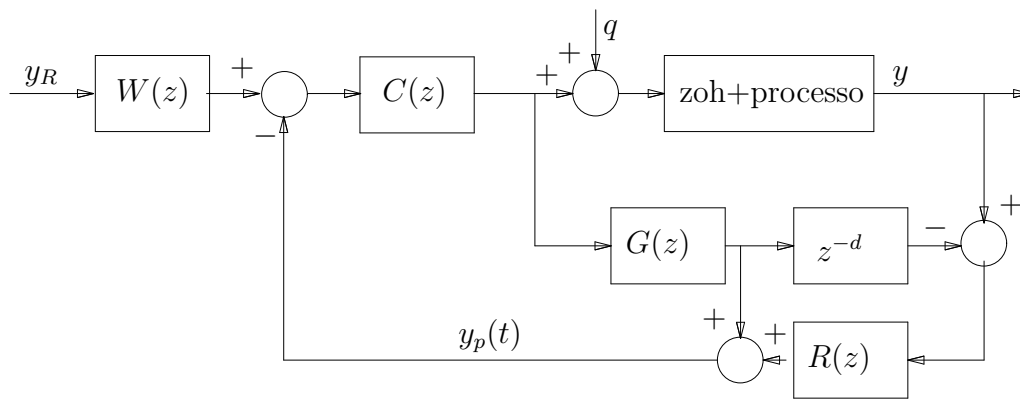 q
+
+
+
y_R
W(z)
C(z)
zoh+processo
y
−
+
G(z)
z^{-d}
−
+
+
y_p(t)
R(z)